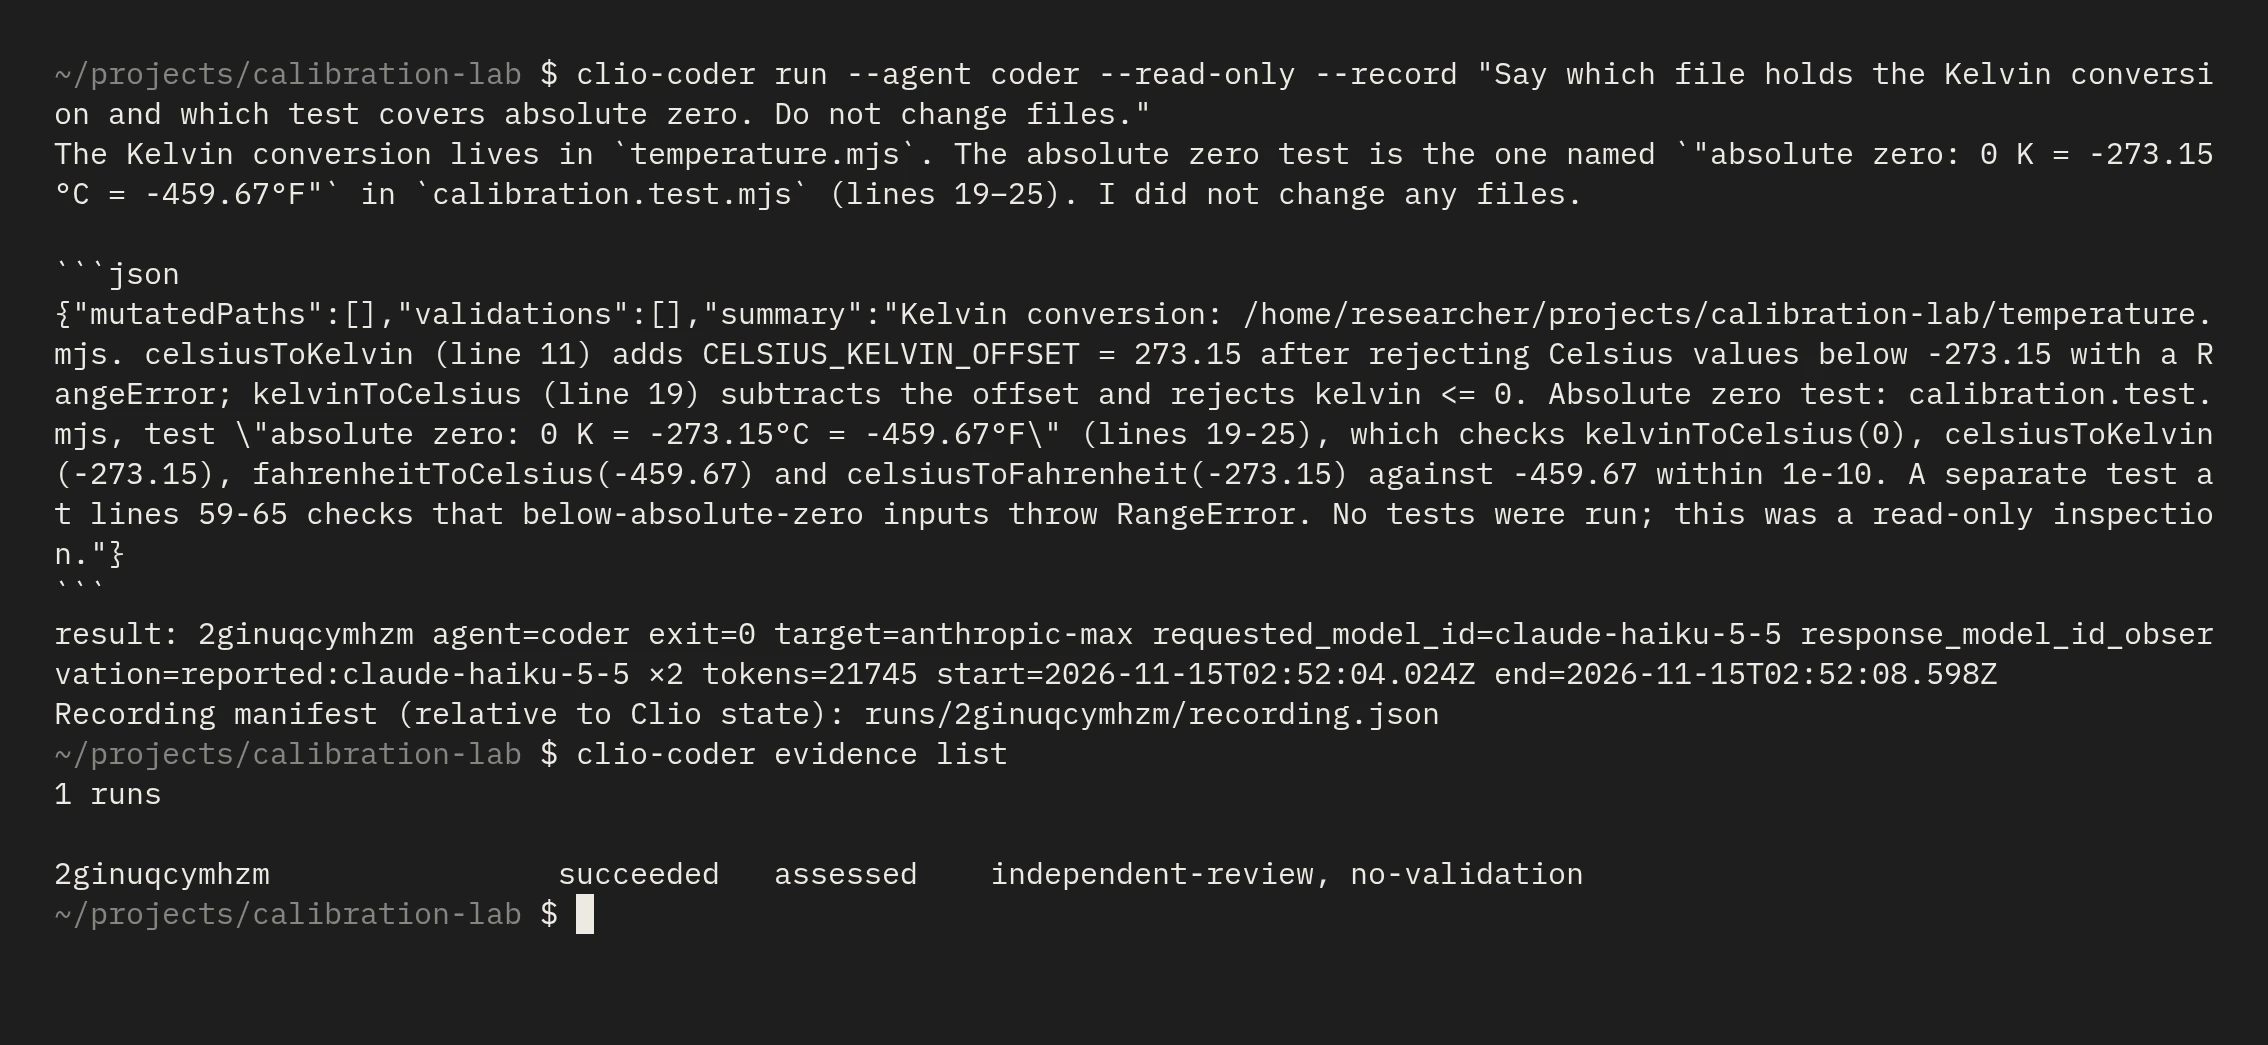 ~/projects/calibration-lab $ clio-coder run --agent coder --read-only --record "Say which file holds the Kelvin conversi
on and which test covers absolute zero. Do not change files."
The Kelvin conversion lives in `temperature.mjs`. The absolute zero test is the one named `"absolute zero: 0 K = -273.15
°C = -459.67°F"` in `calibration.test.mjs` (lines 19–25). I did not change any files.

```json
{"mutatedPaths":[],"validations":[],"summary":"Kelvin conversion: /home/researcher/projects/calibration-lab/temperature.
mjs. celsiusToKelvin (line 11) adds CELSIUS_KELVIN_OFFSET = 273.15 after rejecting Celsius values below -273.15 with a R
angeError; kelvinToCelsius (line 19) subtracts the offset and rejects kelvin <= 0. Absolute zero test: calibration.test.
mjs, test \"absolute zero: 0 K = -273.15°C = -459.67°F\" (lines 19-25), which checks kelvinToCelsius(0), celsiusToKelvin
(-273.15), fahrenheitToCelsius(-459.67) and celsiusToFahrenheit(-273.15) against -459.67 within 1e-10. A separate test a
t lines 59-65 checks that below-absolute-zero inputs throw RangeError. No tests were run; this was a read-only inspectio
n."}
```
result: 2ginuqcymhzm agent=coder exit=0 target=anthropic-max requested_model_id=claude-haiku-5-5 response_model_id_obser
vation=reported:claude-haiku-5-5 ×2 tokens=21745 start=2026-11-15T02:52:04.024Z end=2026-11-15T02:52:08.598Z
Recording manifest (relative to Clio state): runs/2ginuqcymhzm/recording.json
~/projects/calibration-lab $ clio-coder evidence list
1 runs

2ginuqcymhzm                succeeded   assessed    independent-review, no-validation
~/projects/calibration-lab $